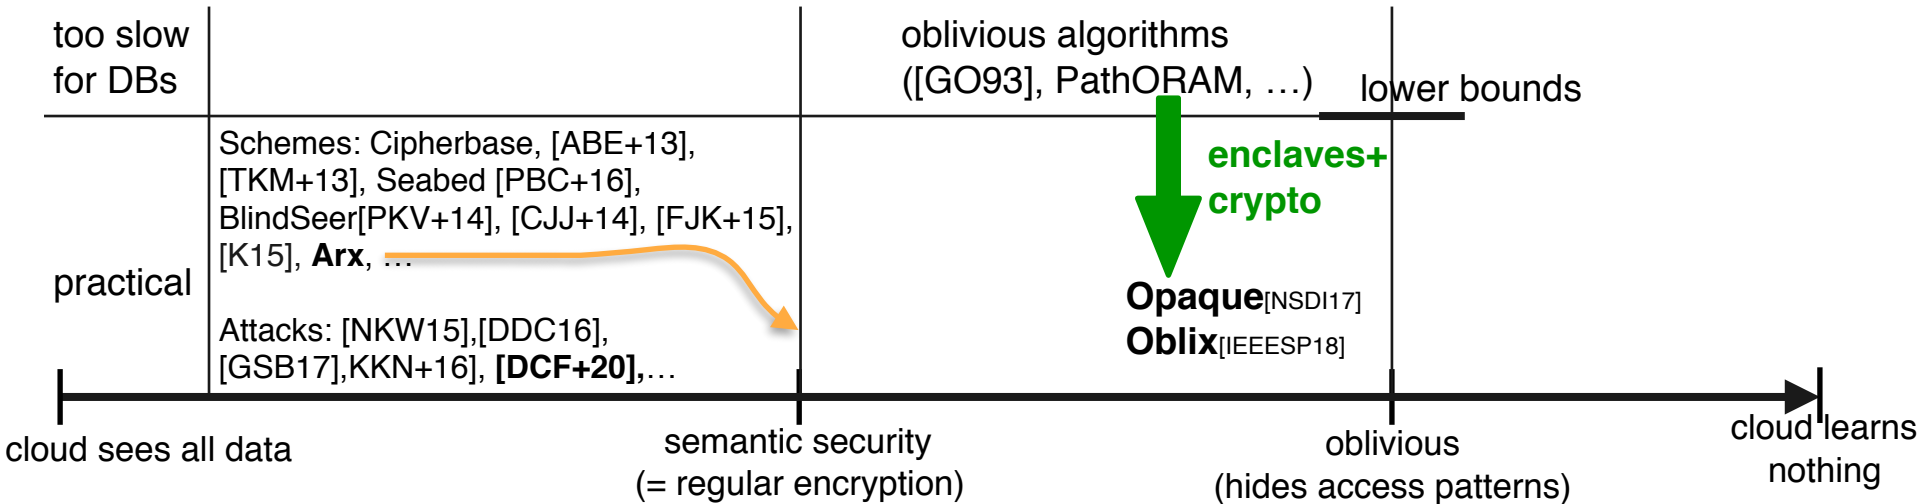 too slow
for DBs
oblivious algorithms
([GO93], PathORAM, …)
lower bounds
practical
Schemes: Cipherbase, [ABE+13],
[TKM+13], Seabed [PBC+16],
BlindSeer[PKV+14], [CJJ+14], [FJK+15],
[K15], Arx, …
Attacks: [NKW15],[DDC16],
[GSB17],KKN+16], [DCF+20],…
enclaves+
crypto
Opaque[NSDI17]
Oblix[IEEESP18]
cloud sees all data
semantic security
(= regular encryption)
oblivious
(hides access patterns)
cloud learns
nothing